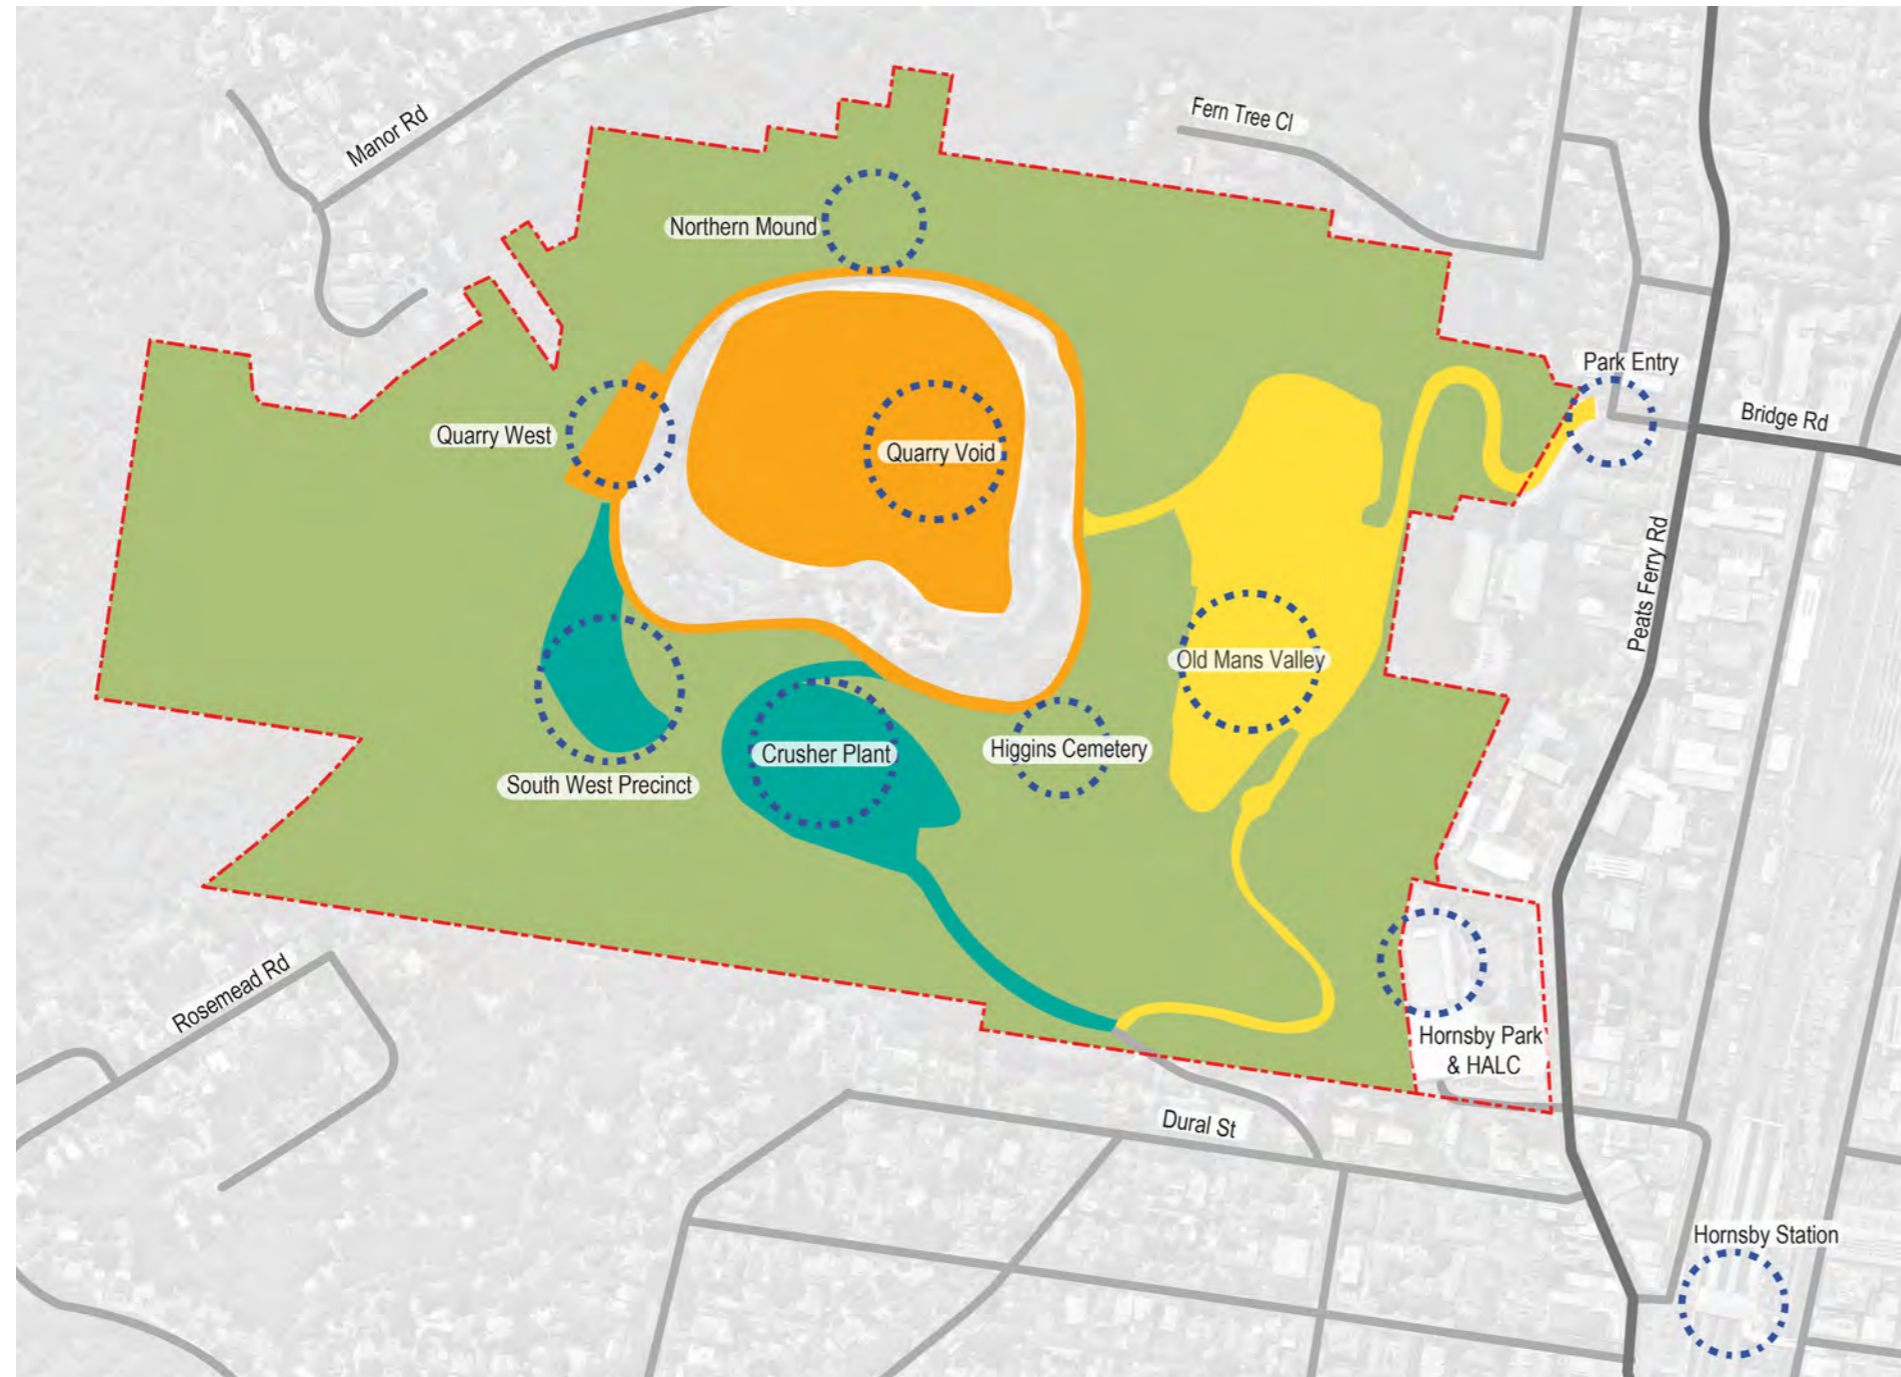 Manor Rd
Fern Tree Cl
Northern Mound
Park Entry
Bridge Rd
Quarry West
Quarry Void
Peats Ferry Rd
Old Mans Valley
Crusher Plant
Higgins Cemetery
South West Precinct
Rosemead Rd
Hornsby Park
& HALC
Dural St
Hornsby Station